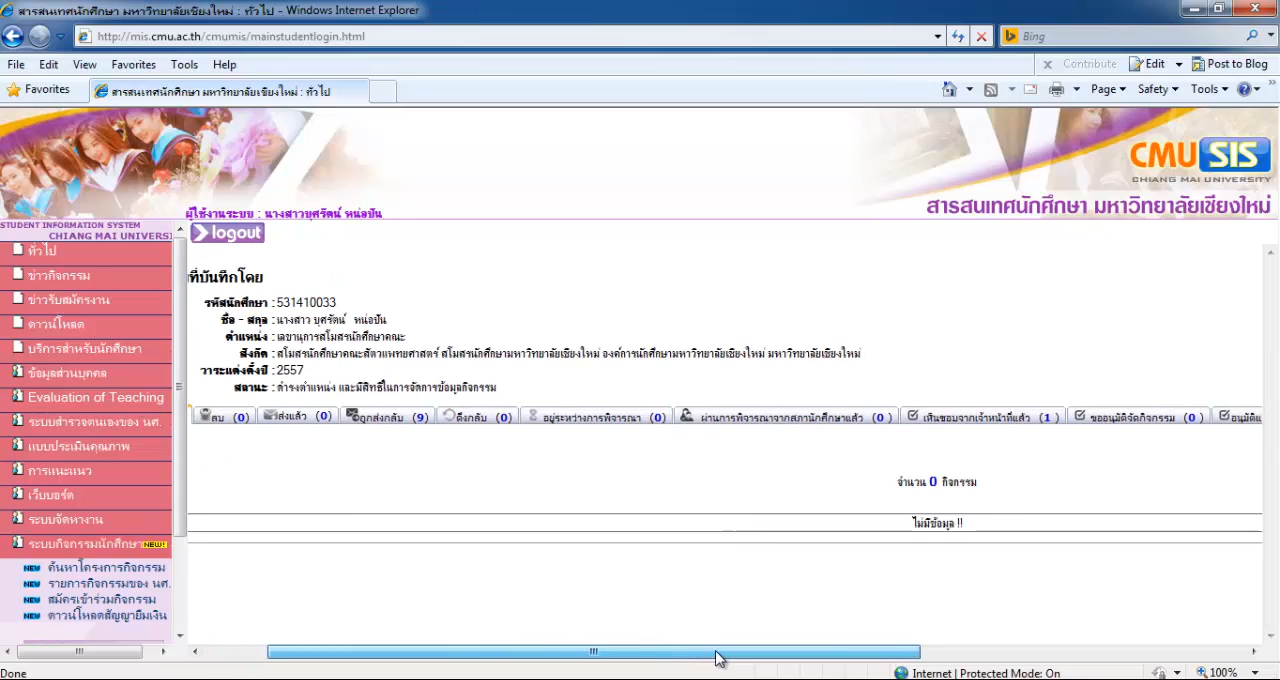 สารสนเทศนักศึกษา มหาวิทยาลัยเชียงใหม่ : ทั่วไป - Windows Internet Explorer
http://mis.cmu.ac.th/cmumis/mainstudentlogin.html
Bing
File Edit View Favorites Tools Help
x Contribute Edit Post to Blog
Favorites
สารสนเทศนักศึกษา มหาวิทยาลัยเชียงใหม่ : ทั่วไป
Page Safety Tools
CMU SIS
CHIANG MAI UNIVERSITY
สารสนเทศนักศึกษา มหาวิทยาลัยเชียงใหม่
ผู้ใช้งานระบบ : นางสาวบุศรัตน์ หน่อปัน
STUDENT INFORMATION SYSTEM
CHIANG MAI UNIVERSI
logout
ทั่วไป
ข่าวกิจกรรม
ข่าวรับสมัครงาน
ดาวน์โหลด
บริการสำหรับนักศึกษา
ข้อมูลส่วนบุคคล
Evaluation of Teaching
ระบบสำรวจตนเองของ นศ.
แบบประเมินคุณภาพ
การแนะแนว
เว็บบอร์ด
ระบบจัดหางาน
ระบบกิจกรรมนักศึกษา NEW!
NEW ค้นหาโครงการกิจกรรม
NEW รายการกิจกรรมของ นศ.
NEW สมัครเข้าร่วมกิจกรรม
NEW ดาวน์โหลดสัญญายืมเงิน
ที่บันทึกโดย
รหัสนักศึกษา : 531410033
ชื่อ - สกุล : นางสาว บุศรัตน์ หน่อปัน
ตำแหน่ง : เลขานุการสโมสรนักศึกษาคณะ
สังกัด : สโมสรนักศึกษาคณะสัตวแพทยศาสตร์ สโมสรนักศึกษามหาวิทยาลัยเชียงใหม่ องค์การนักศึกษามหาวิทยาลัยเชียงใหม่ มหาวิทยาลัยเชียงใหม่
วาระแต่งตั้งปี : 2557
สถานะ : ดำรงตำแหน่ง และมีสิทธิ์ในการจัดการข้อมูลกิจกรรม
ลบ (0) ส่งแล้ว (0) ถูกส่งกลับ (9) ดึงกลับ (0) อยู่ระหว่างการพิจารณา (0) ผ่านการพิจารณาจากสภานักศึกษาแล้ว (0 ) เห็นชอบจากเจ้าหน้าที่แล้ว (1 ) ขออนุมัติจัดกิจกรรม (0 ) อนุมัติแ
จำนวน 0 กิจกรรม
ไม่มีข้อมูล !!
Done
Internet | Protected Mode: On
100%